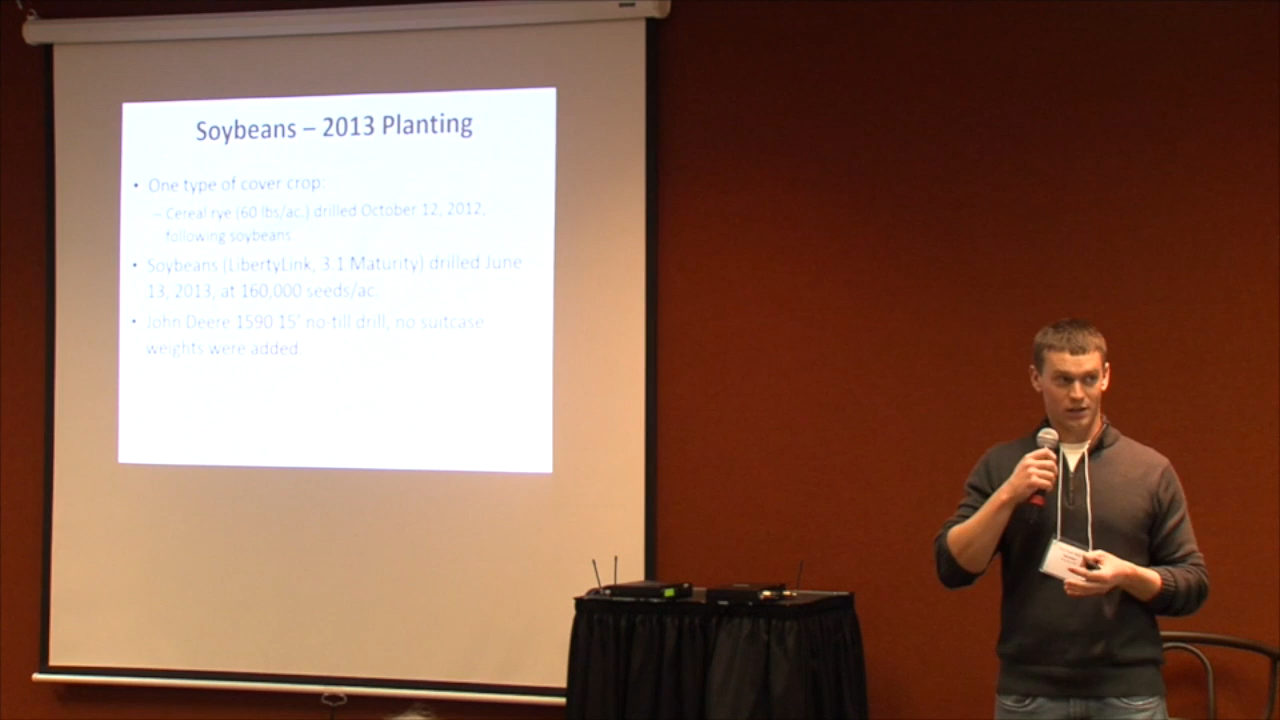 Soybeans – 2013 Planting
• One type of cover crop:
– Cereal rye (60 lbs/ac.) drilled October 12, 2012,
following soybeans.
• Soybeans (LibertyLink, 3.1 Maturity) drilled June
13, 2013, at 160,000 seeds/ac.
• John Deere 1590 15' no-till drill, no suitcase
weights were added.